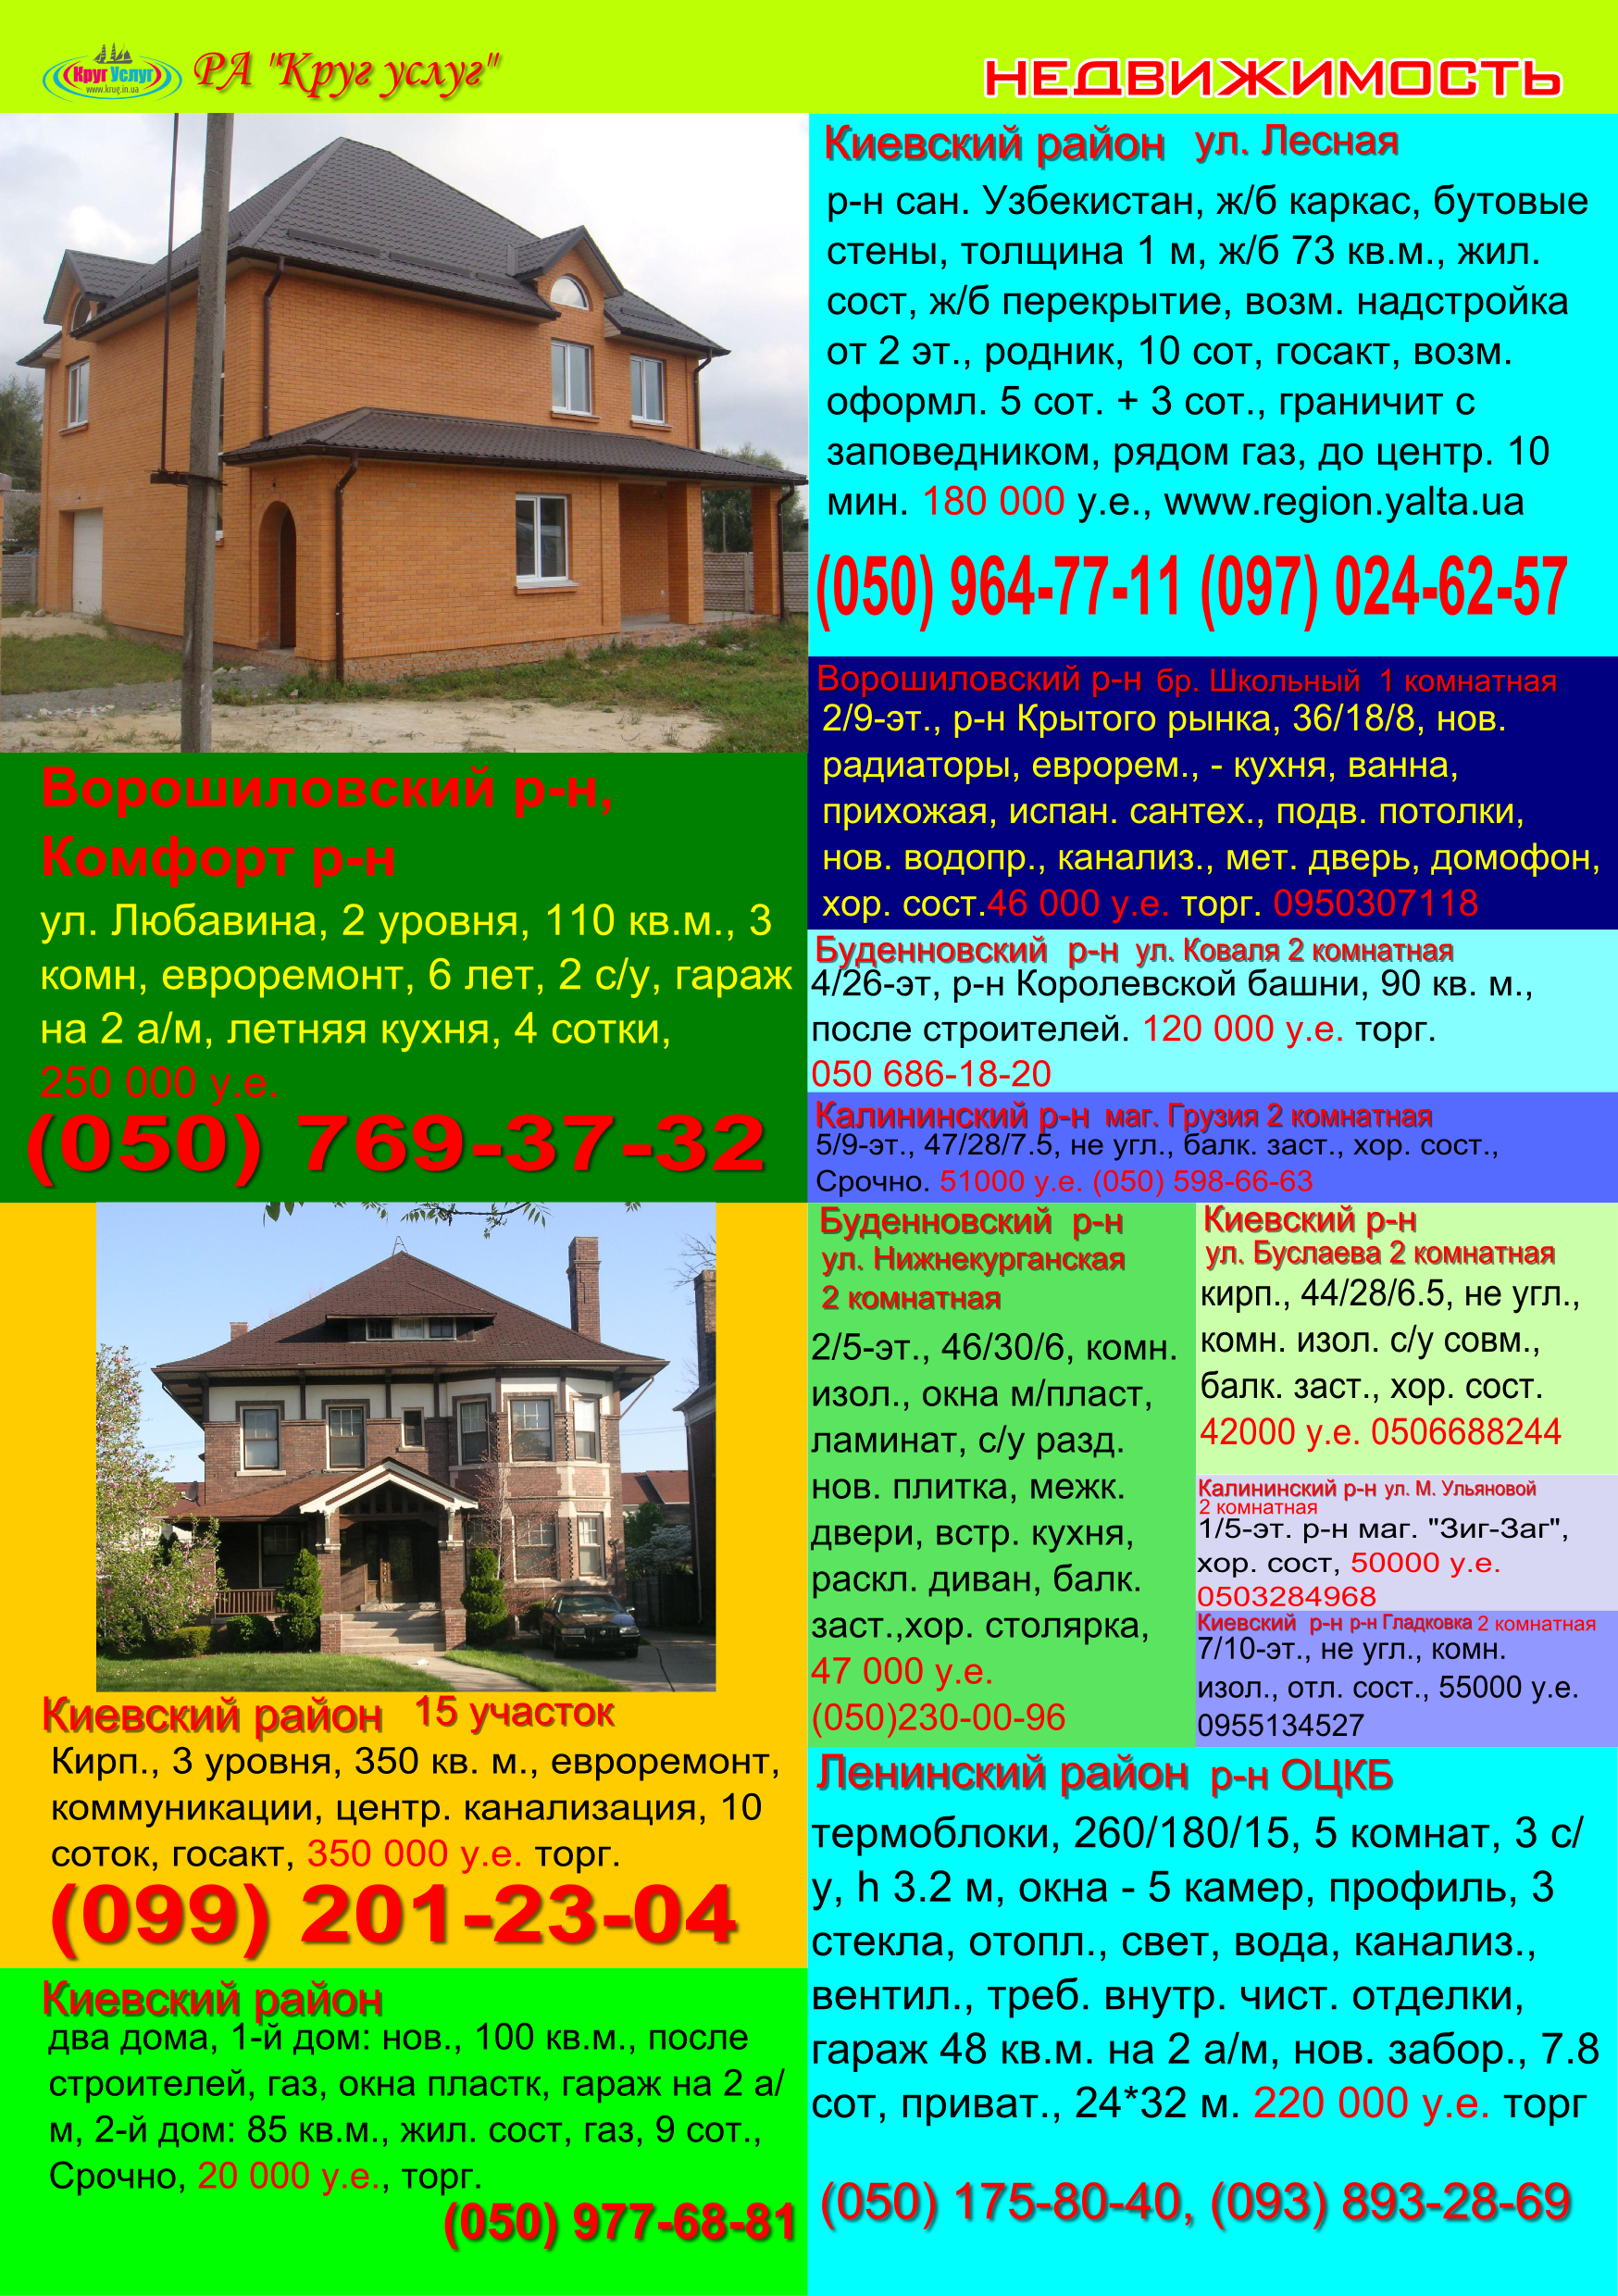 Круг Услуг
www.krug.in.ua
РА "Круг услуг"
НЕДВИЖИМОСТЬ
Ворошиловский р-н,
Комфорт р-н
ул. Любавина, 2 уровня, 110 кв.м., 3
комн, евроремонт, 6 лет, 2 с/у, гараж
на 2 а/м, летняя кухня, 4 сотки,
250 000 у.е.
(050) 769-37-32
Киевский район 15 участок
Кирп., 3 уровня, 350 кв. м., евроремонт,
коммуникации, центр. канализация, 10
соток, госакт, 350 000 у.е. торг.
(099) 201-23-04
Киевский район
два дома, 1-й дом: нов., 100 кв.м., после
строителей, газ, окна пластк, гараж на 2 а/
м, 2-й дом: 85 кв.м., жил. сост, газ, 9 сот.,
Срочно, 20 000 у.е., торг.
(050) 977-68-81
Киевский район ул. Лесная
р-н сан. Узбекистан, ж/б каркас, бутовые
стены, толщина 1 м, ж/б 73 кв.м., жил.
сост, ж/б перекрытие, возм. надстройка
от 2 эт., родник, 10 сот, госакт, возм.
оформл. 5 сот. + 3 сот., граничит с
заповедником, рядом газ, до центр. 10
мин. 180 000 у.е., www.region.yalta.ua
(050) 964-77-11 (097) 024-62-57
Ворошиловский р-н бр. Школьный 1 комнатная
2/9-эт., р-н Крытого рынка, 36/18/8, нов.
радиаторы, еврорем., - кухня, ванна,
прихожая, испан. сантех., подв. потолки,
нов. водопр., канализ., мет. дверь, домофон,
хор. сост.46 000 у.е. торг. 0950307118
Буденновский р-н ул. Коваля 2 комнатная
4/26-эт, р-н Королевской башни, 90 кв. м.,
после строителей. 120 000 у.е. торг.
050 686-18-20
Калининский р-н маг. Грузия 2 комнатная
5/9-эт., 47/28/7.5, не угл., балк. заст., хор. сост.,
Срочно. 51000 у.е. (050) 598-66-63
Буденновский р-н
ул. Нижнекурганская
2 комнатная
2/5-эт., 46/30/6, комн.
изол., окна м/пласт,
ламинат, с/у разд.
нов. плитка, межк.
двери, встр. кухня,
раскл. диван, балк.
заст.,хор. столярка,
47 000 у.е.
(050)230-00-96
Киевский р-н
ул. Буслаева 2 комнатная
кирп., 44/28/6.5, не угл.,
комн. изол. с/у совм.,
балк. заст., хор. сост.
42000 у.е. 0506688244
Калининский р-н ул. М. Ульяновой
2 комнатная
1/5-эт. р-н маг. "Зиг-Заг",
хор. сост, 50000 у.е.
0503284968
Киевский р-н р-н Гладковка 2 комнатная
7/10-эт., не угл., комн.
изол., отл. сост., 55000 у.е.
0955134527
Ленинский район р-н ОЦКБ
термоблоки, 260/180/15, 5 комнат, 3 с/
у, h 3.2 м, окна - 5 камер, профиль, 3
стекла, отопл., свет, вода, канализ.,
вентил., треб. внутр. чист. отделки,
гараж 48 кв.м. на 2 а/м, нов. забор., 7.8
сот, приват., 24*32 м. 220 000 у.е. торг
(050) 175-80-40, (093) 893-28-69